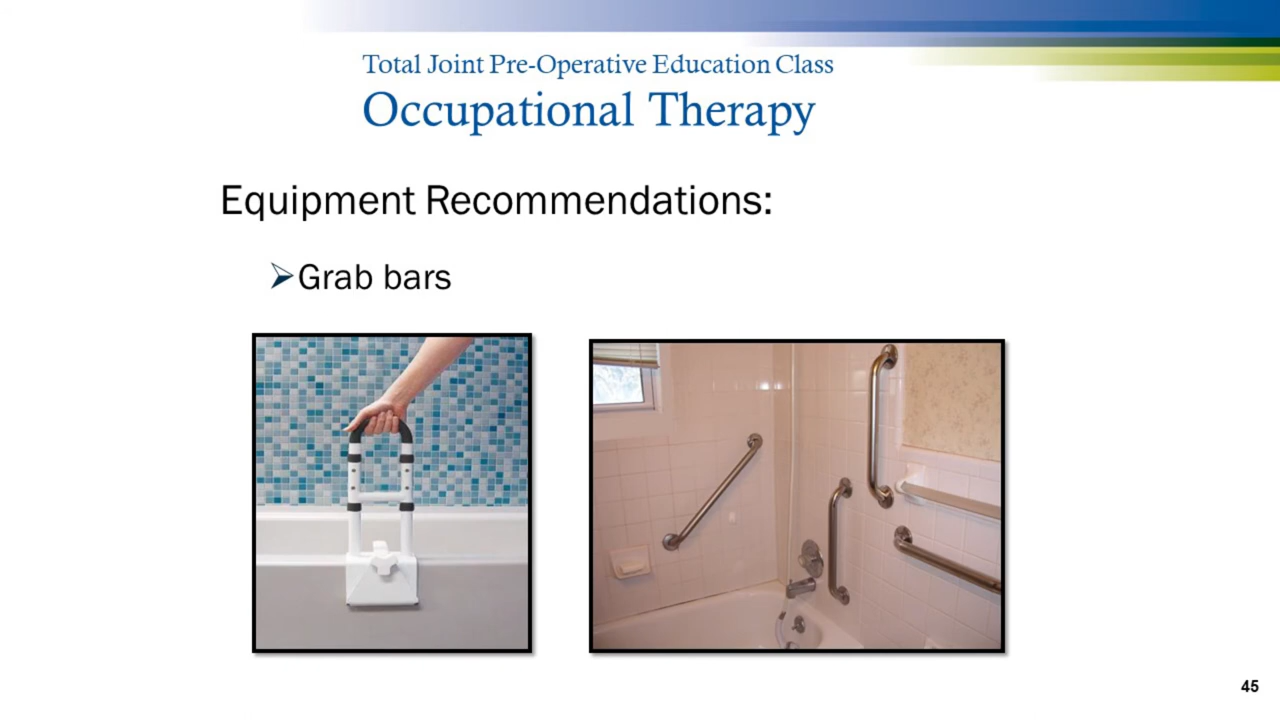 Total Joint Pre-Operative Education Class
Occupational Therapy
Equipment Recommendations:
➢Grab bars
45